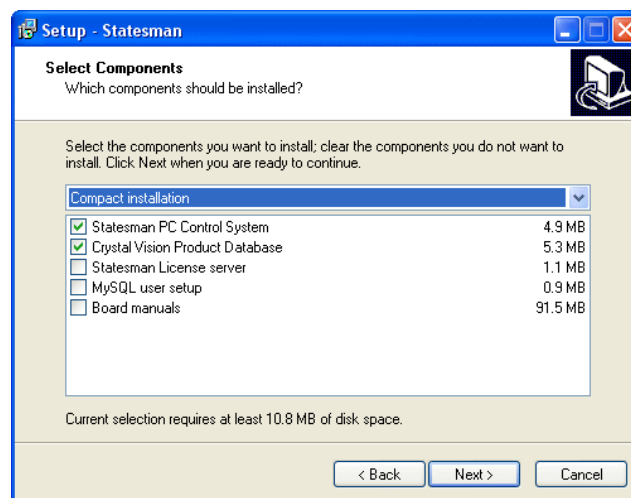 Setup - Statesman
Select Components
Which components should be installed?
Select the components you want to install; clear the components you do not want to
install. Click Next when you are ready to continue.
Compact installation
Statesman PC Control System 4.9 MB
Crystal Vision Product Database 5.3 MB
Statesman License server 1.1 MB
MySQL user setup 0.9 MB
Board manuals 91.5 MB
Current selection requires at least 10.8 MB of disk space.
< Back Next > Cancel